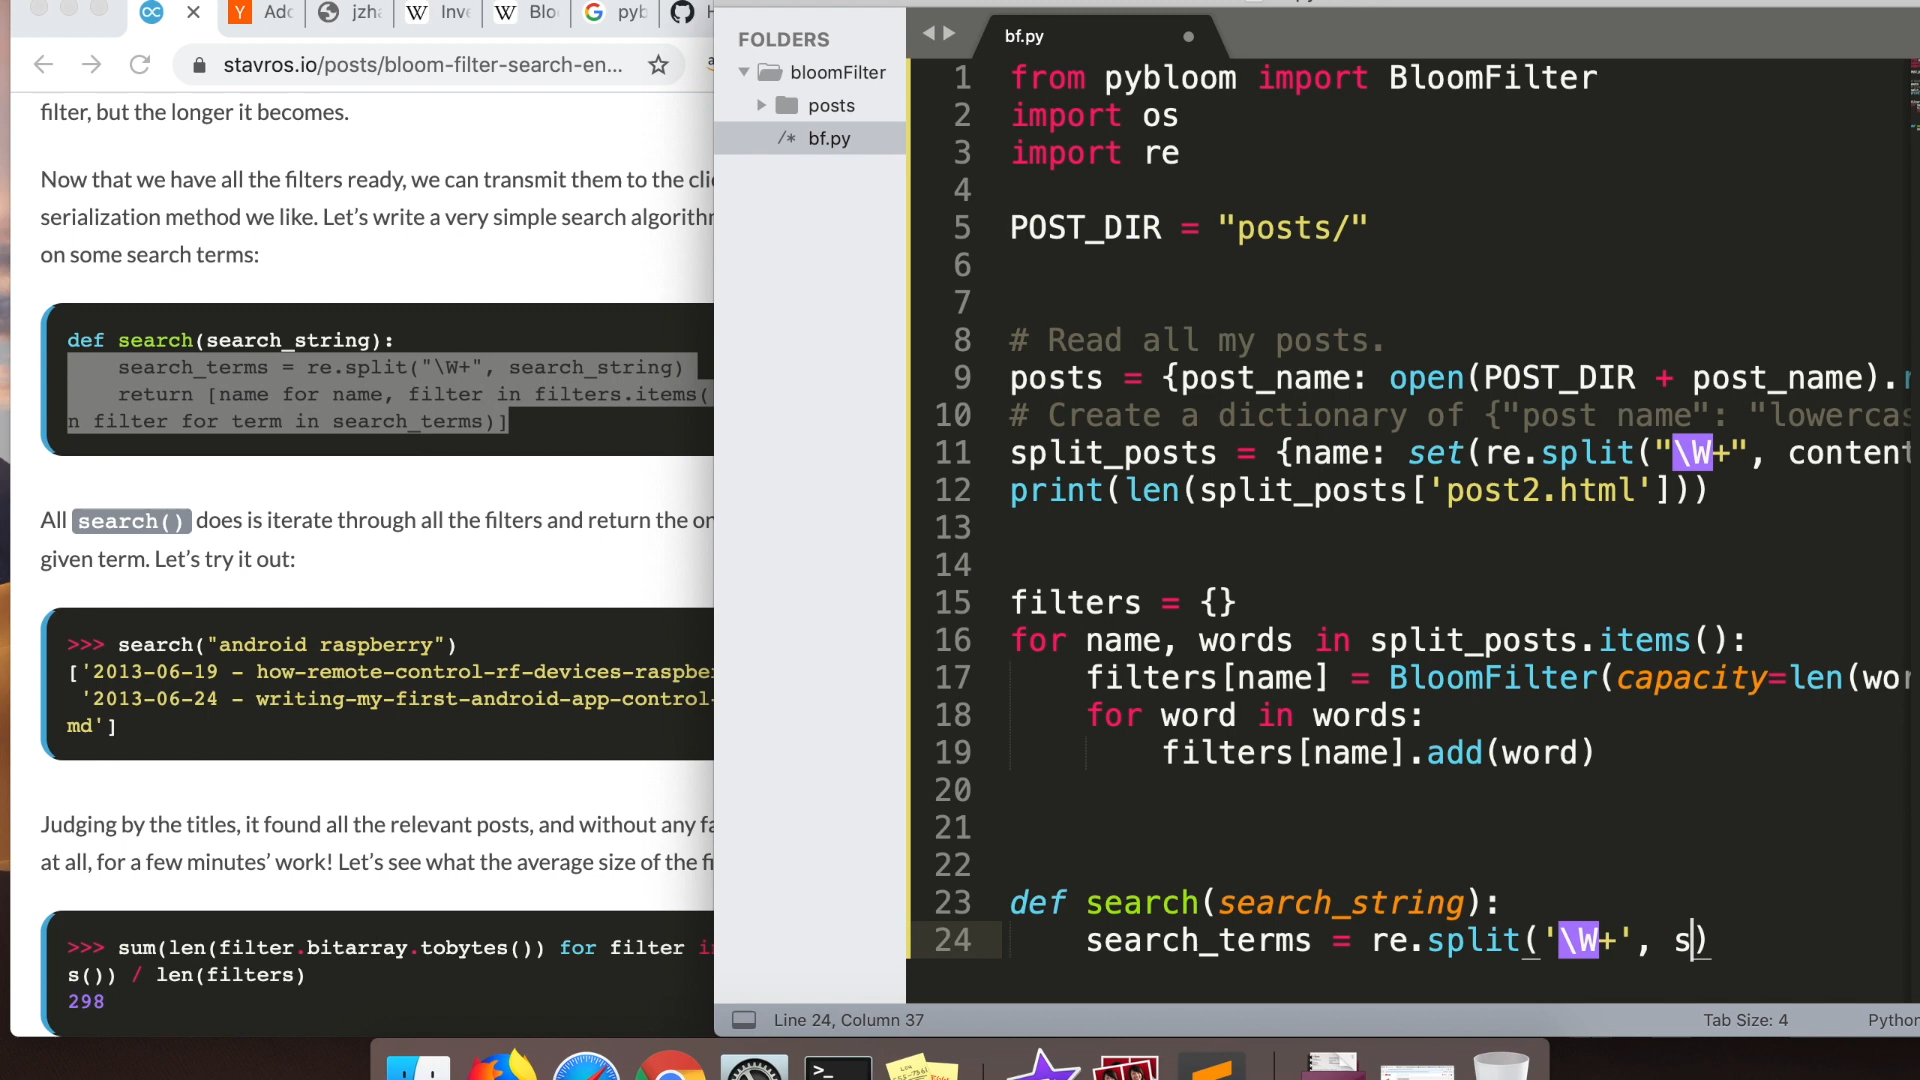 Inv
Blo
pyb
stavros.io/posts/bloom-filter-search-en...
filter, but the longer it becomes.
Now that we have all the filters ready, we can transmit them to the
serialization method we like. Let's write a very simple search
on some search terms:
def search(search_string):
search_terms = re.split("\W+", search_string)
return [name for name, filter in filters.items(
n filter for term in search_terms)]
All search() does is iterate through all the filters and return the
given term. Let's try it out:
>>> search("android raspberry")
['2013-06-19 - how-remote-control-rf-devices-raspber
'2013-06-24 - writing-my-first-android-app-control-
md']
Judging by the titles, it found all the relevant posts, and without any
at all, for a few minutes' work! Let's see what the average size of the
>>> sum(len(filter.bitarray.tobytes()) for filter i
s()) / len(filters)
298
FOLDERS
bloomFilter
posts
/* bf.py
bf.py
1 from pybloom import BloomFilter
2 import os
3 import re
4
5 POST_DIR = "posts/"
6
7
8 # Read all my posts.
9 posts = {post_name: open(POST_DIR + post_name).
10 # Create a dictionary of {"post name": "lowercas
11 split_posts = {name: set(re.split("\W+", content
12 print(len(split_posts['post2.html']))
13
14
15 filters = {}
16 for name, words in split_posts.items():
17 filters[name] = BloomFilter(capacity=len(wor
18 for word in words:
19 filters[name].add(word)
20
21
22
23 def search(search_string):
24 search_terms = re.split('\W+', s)
Line 24, Column 37
Tab Size: 4
Python